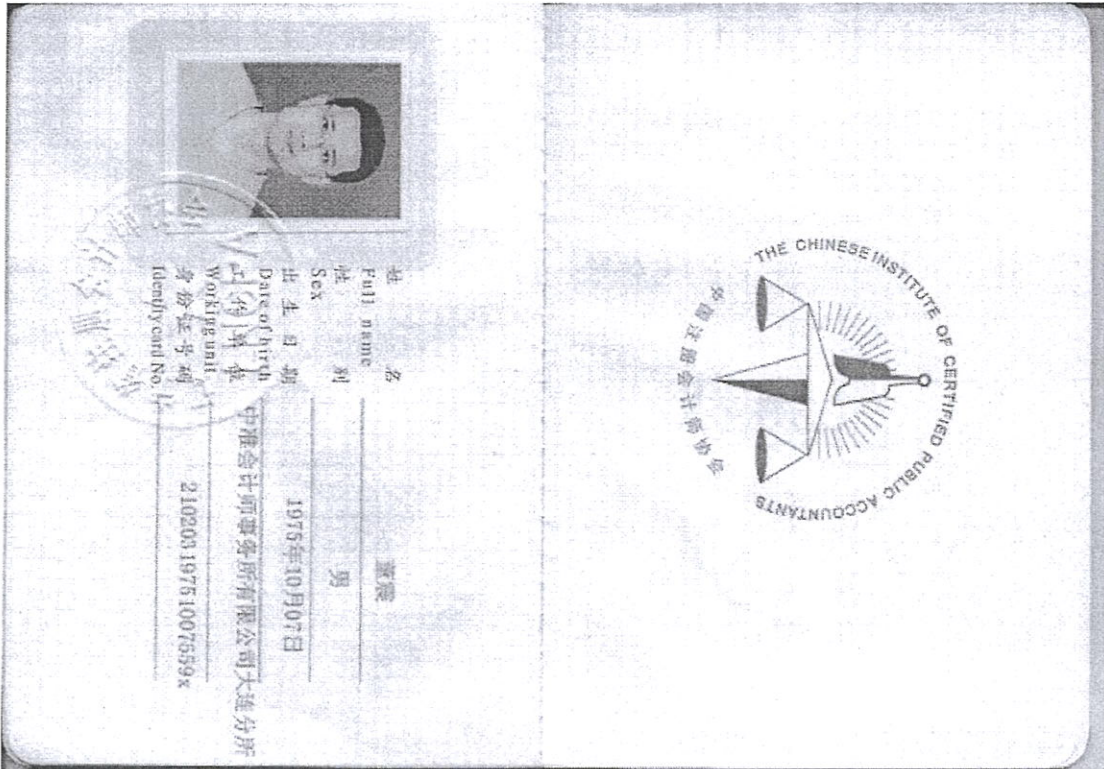 姓 名
Full name
性 别 男
Sex
出 生 日 期 1975年10月07日
Date of birth
工 作 单 位 中准会计师事务所有限公司大连分所
Working unit
身 份 证 号 码 21020319751007559x
Identity card No.
THE CHINESE INSTITUTE OF CERTIFIED PUBLIC ACCOUNTANTS
中国注册会计师协会